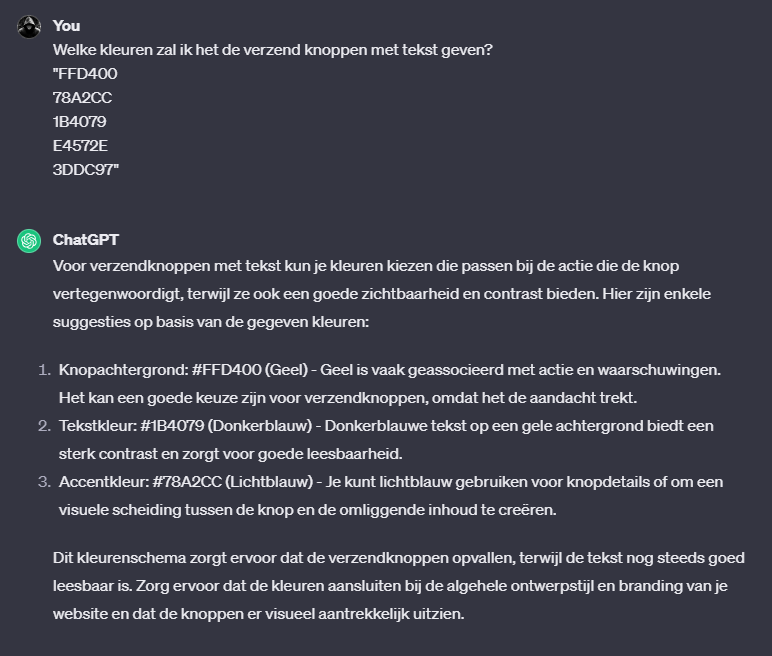 You
Welke kleuren zal ik het de verzend knoppen met tekst geven?
"FFD400
78A2CC
1B4079
E4572E
3DDC97"
ChatGPT
Voor verzendknoppen met tekst kun je kleuren kiezen die passen bij de actie die de knop
vertegenwoordigt, terwijl ze ook een goede zichtbaarheid en contrast bieden. Hier zijn enkele
suggesties op basis van de gegeven kleuren:
1. Knopachtergrond: #FFD400 (Geel) - Geel is vaak geassocieerd met actie en waarschuwingen.
Het kan een goede keuze zijn voor verzendknoppen, omdat het de aandacht trekt.
2. Tekstkleur: #1B4079 (Donkerblauw) - Donkerblauwe tekst op een gele achtergrond biedt een
sterk contrast en zorgt voor goede leesbaarheid.
3. Accentkleur: #78A2CC (Lichtblauw) - Je kunt lichtblauw gebruiken voor knopdetails of om een
visuele scheiding tussen de knop en de omliggende inhoud te creëren.
Dit kleurenschema zorgt ervoor dat de verzendknoppen opvallen, terwijl de tekst nog steeds goed
leesbaar is. Zorg ervoor dat de kleuren aansluiten bij de algehele ontwerpstijl en branding van je
website en dat de knoppen er visueel aantrekkelijk uitzien.